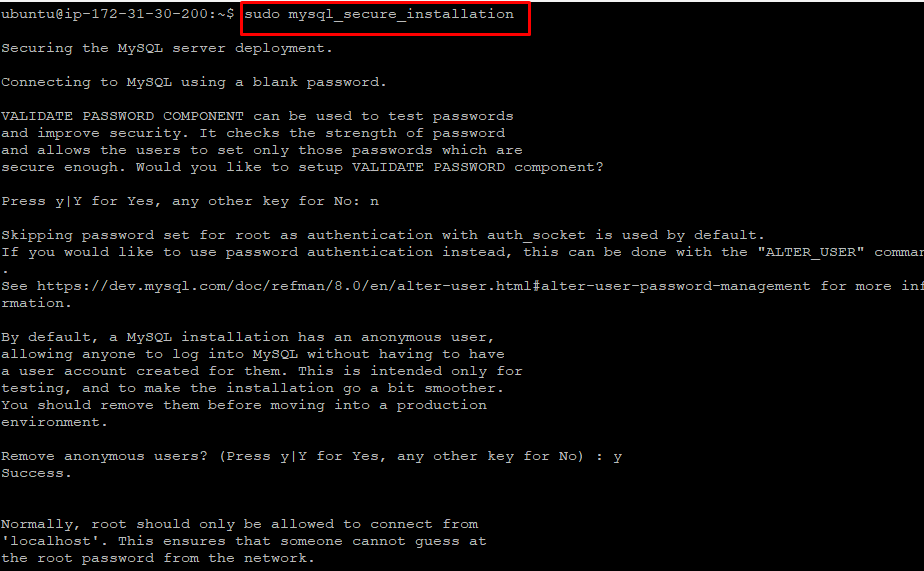 ubuntu@ip-172-31-30-200:~$ sudo mysql_secure_installation
Securing the MySQL server deployment.
Connecting to MySQL using a blank password.
VALIDATE PASSWORD COMPONENT can be used to test passwords
and improve security. It checks the strength of password
and allows the users to set only those passwords which are
secure enough. Would you like to setup VALIDATE PASSWORD component?
Press y|Y for Yes, any other key for No: n
Skipping password set for root as authentication with auth_socket is used by default.
If you would like to use password authentication instead, this can be done with the "ALTER_USER" comman
.
See https://dev.mysql.com/doc/refman/8.0/en/alter-user.html#alter-user-password-management for more inf
rmation.
By default, a MySQL installation has an anonymous user,
allowing anyone to log into MySQL without having to have
a user account created for them. This is intended only for
testing, and to make the installation go a bit smoother.
You should remove them before moving into a production
environment.
Remove anonymous users? (Press y|Y for Yes, any other key for No) : y
Success.
Normally, root should only be allowed to connect from
'localhost'. This ensures that someone cannot guess at
the root password from the network.